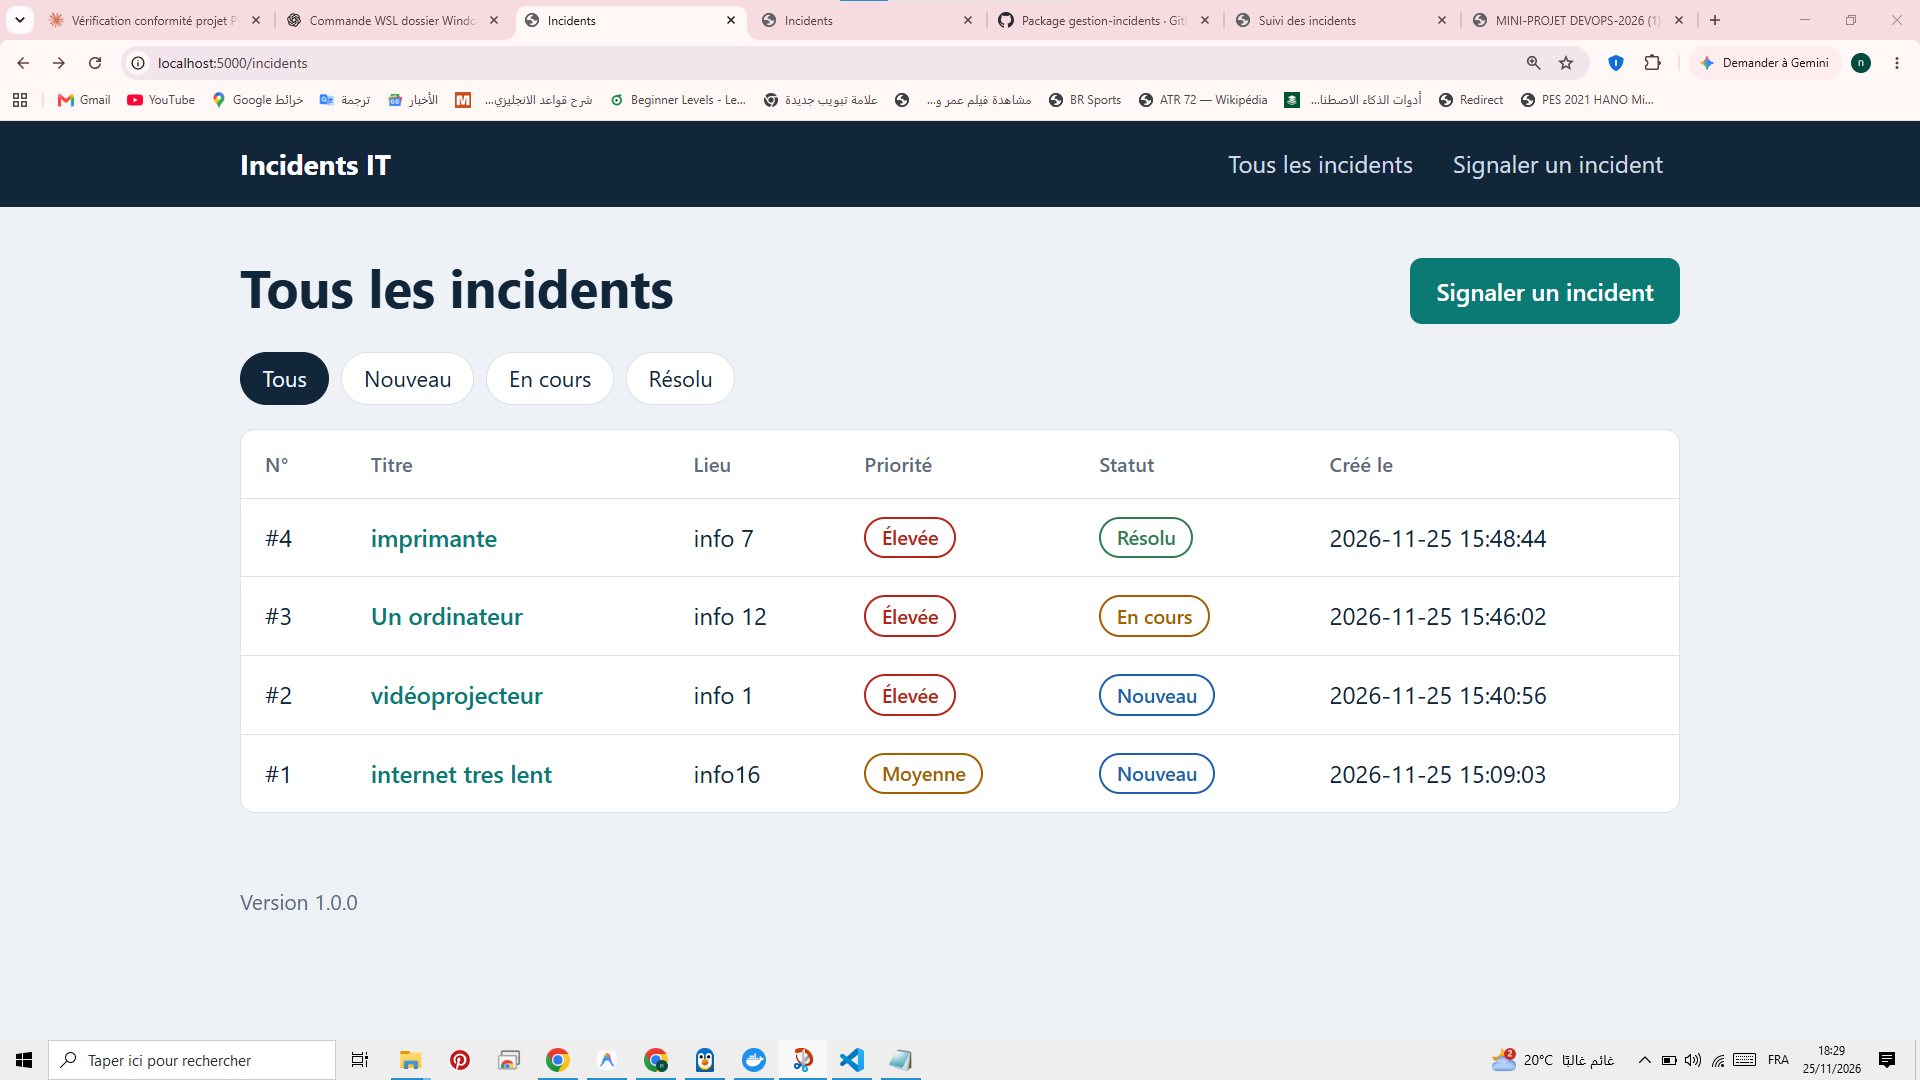 Vérification conformité projet P
Commande WSL dossier Windo
Incidents
Incidents
Package gestion-incidents · Git
Suivi des incidents
MINI-PROJET DEVOPS-2026 (1)
localhost:5000/incidents
Demander à Gemini
n
Gmail
YouTube
خرائط Google
ترجمة
الأخبار
شرح قواعد الانجليزي...
Beginner Levels - Le...
علامة تبويب جديدة
مشاهدة فيلم عمر و...
BR Sports
ATR 72 — Wikipédia
أدوات الذكاء الاصطنا...
Redirect
PES 2021 HANO Mi...
Incidents IT
Tous les incidents
Signaler un incident
Tous les incidents
Signaler un incident
Tous
Nouveau
En cours
Résolu
N° Titre Lieu Priorité Statut Créé le
#4 imprimante info 7 Élevée Résolu 2026-11-25 15:48:44
#3 Un ordinateur info 12 Élevée En cours 2026-11-25 15:46:02
#2 vidéoprojecteur info 1 Élevée Nouveau 2026-11-25 15:40:56
#1 internet tres lent info16 Moyenne Nouveau 2026-11-25 15:09:03
Version 1.0.0
Taper ici pour rechercher
2
20°C غائم غالبًا
FRA
18:29
25/11/2026